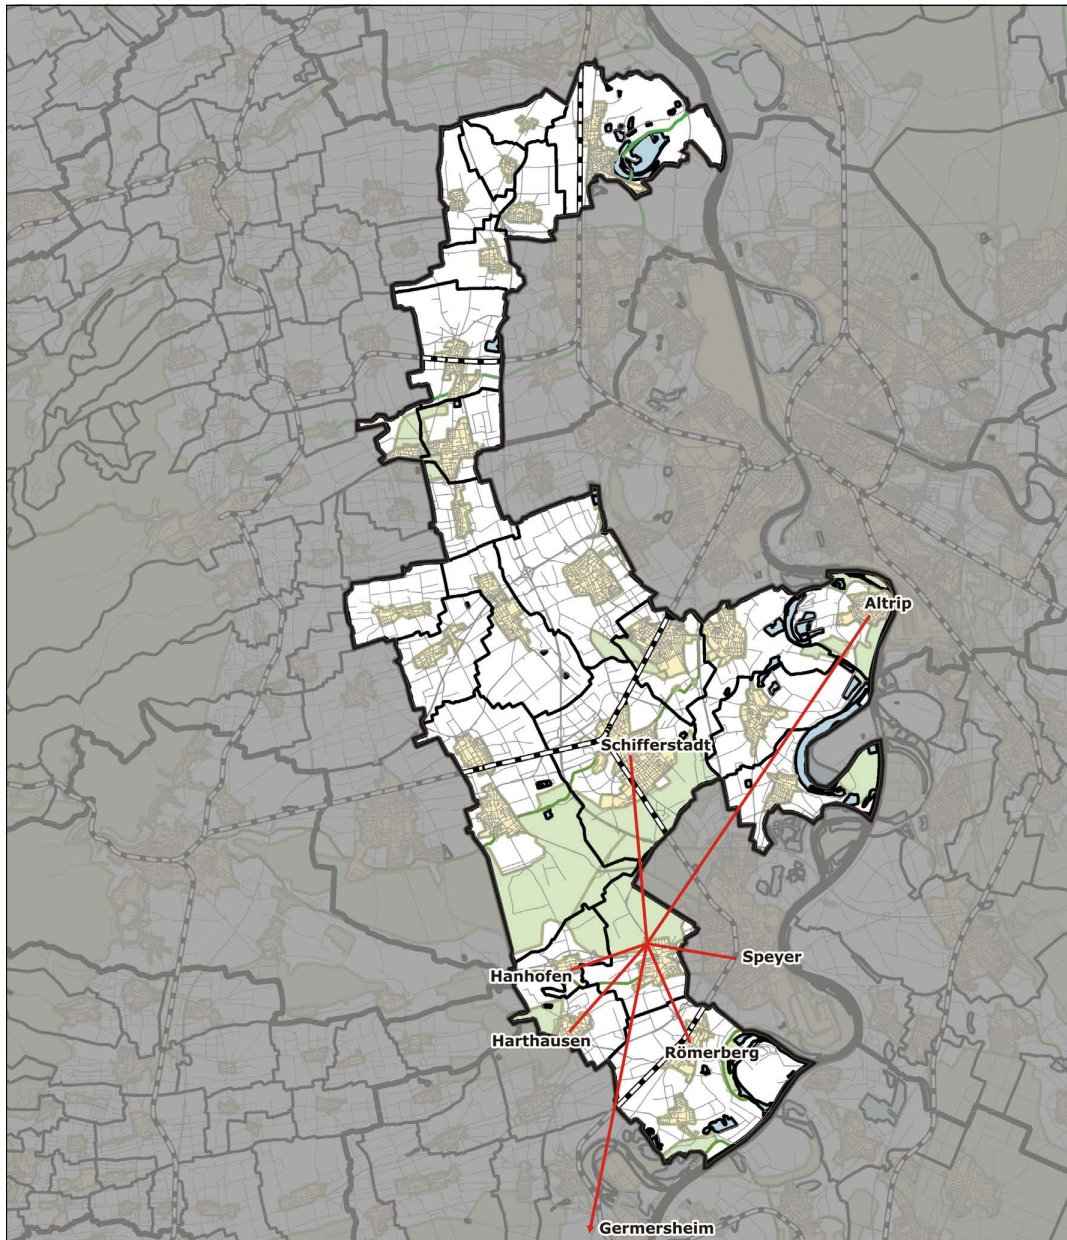 Altrip
Schifferstadt
Speyer
Hanhofen
Harthausen
Römerberg
Germersheim